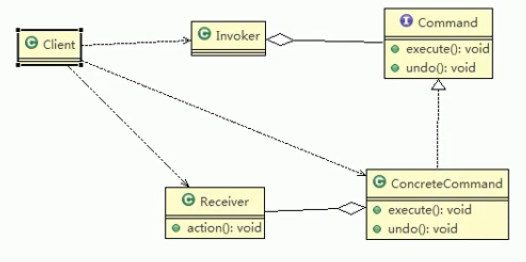 Client
Invoker
Command
execute(): void
undo(): void
Receiver
action(): void
ConcreteCommand
execute(): void
undo(): void